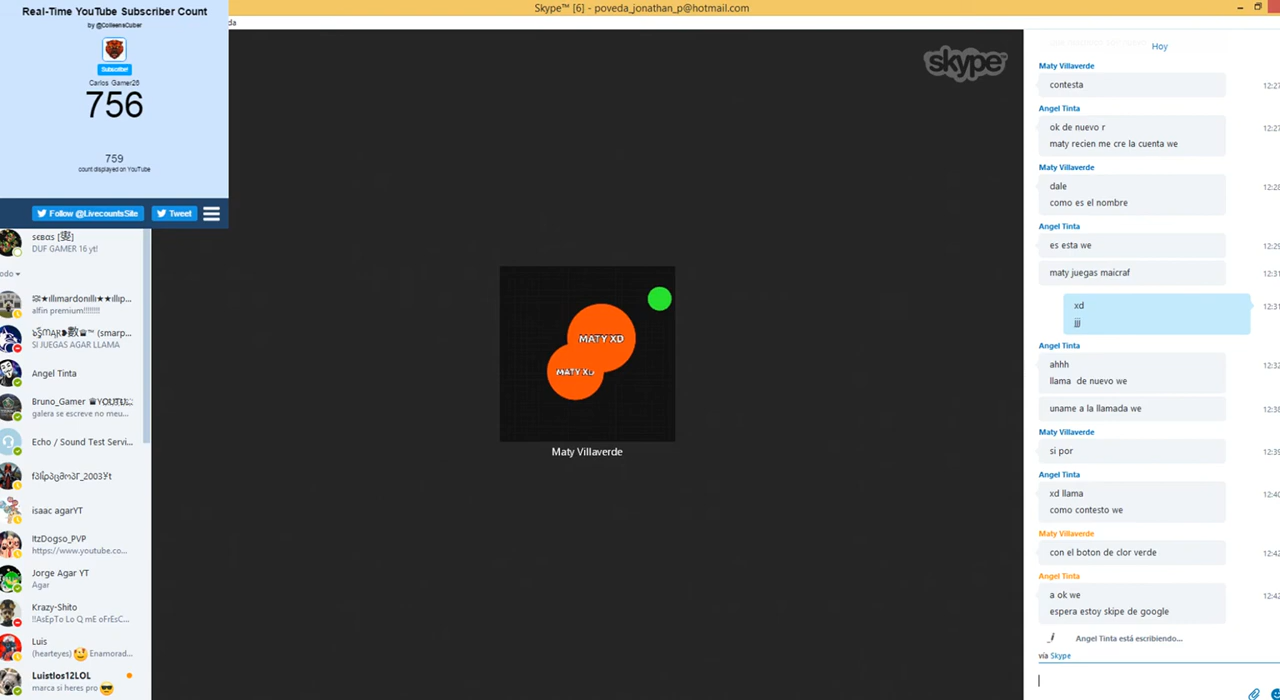 Real-Time YouTube Subscriber Count
by @ColleensCuber
Subscribe!
Carlos Gamer26
756
759
count displayed on YouTube
Follow @LivecountsSite
Tweet
Skype™ [6] - poveda_jonathan_p@hotmail.com
da
DUF GAMER 16 yt!
odo
alfin premium!!!!!!!!
SI JUEGAS AGAR LLAMA
Angel Tinta
Bruno_Gamer
galera se escreve no meu...
Echo / Sound Test Servi...
isaac agarYT
ItzDogso_PVP
https://www.youtube.co...
Jorge Agar YT
Agar
Krazy-Shito
!!AsEpTo Lo Q mE oFrEsC...
Luis
(hearteyes) 😉 Enamorad...
Luistlos12LOL
marca si heres pro 😎
skype™
MATY XD
MATY XD
Maty Villaverde
Hoy
Maty Villaverde
contesta
12:27
Angel Tinta
ok de nuevo r
12:27
maty recien me cre la cuenta we
Maty Villaverde
dale
12:28
como es el nombre
Angel Tinta
es esta we
12:29
maty juegas maicraf
12:31
xd
12:31
jjj
Angel Tinta
ahhh
12:32
llama de nuevo we
uname a la llamada we
12:38
Maty Villaverde
si por
12:39
Angel Tinta
xd llama
12:40
como contesto we
Maty Villaverde
con el boton de clor verde
12:42
Angel Tinta
a ok we
12:42
espera estoy skipe de google
Angel Tinta está escribiendo...
vía Skype